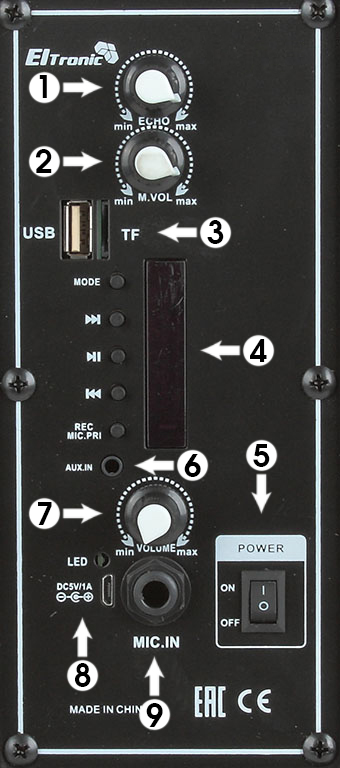 ElTronic
1
min ECHO max
2
min M.VOL max
USB TF 3
MODE
4
REC
MIC.PRI
AUX.IN 6
5
7
min VOLUME max
POWER
ON
I
O
OFF
LED
DC5V/1A
8
MIC.IN
9
MADE IN CHIN
EAC CE